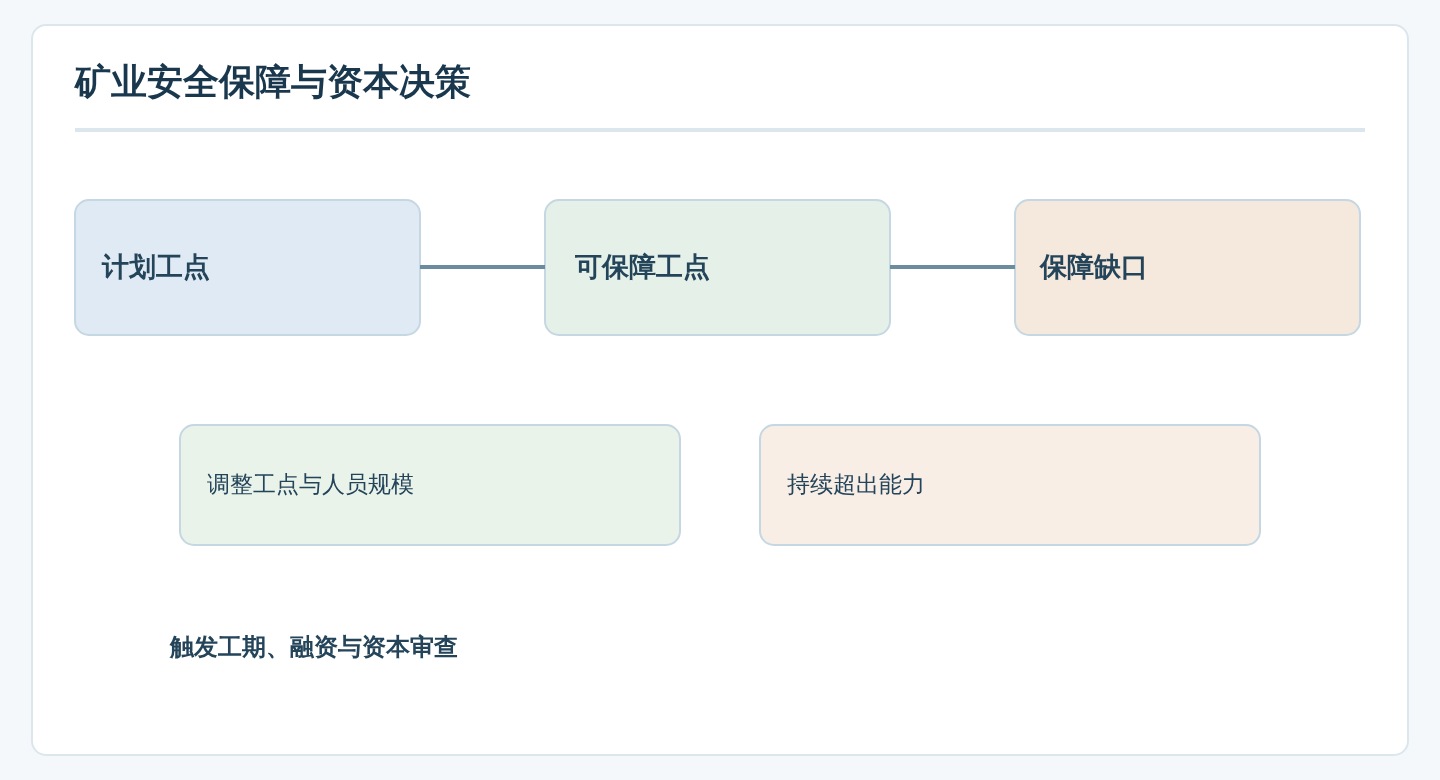 矿业安全保障与资本决策
计划工点
可保障工点
保障缺口
调整工点与人员规模
持续超出能力
触发工期、融资与资本审查